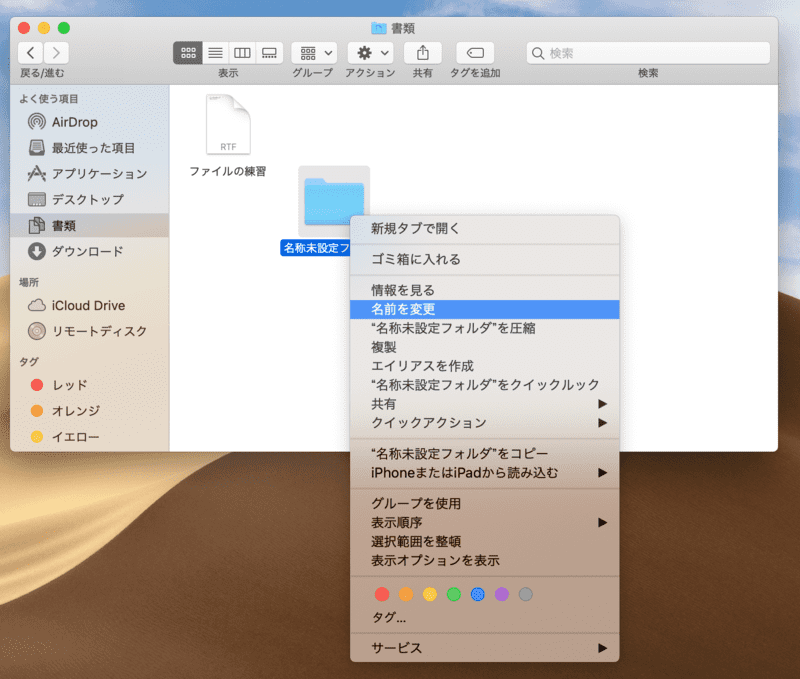 書類
戻る/進む
表示
グループ
アクション
共有
タグを追加
検索
検索
よく使う項目
AirDrop
最近使った項目
アプリケーション
デスクトップ
書類
ダウンロード
場所
iCloud Drive
リモートディスク
タグ
レッド
オレンジ
イエロー
RTF
ファイルの練習
名称未設定フ
新規タブで開く
ゴミ箱に入れる
情報を見る
名前を変更
“名称未設定フォルダ”を圧縮
複製
エイリアスを作成
“名称未設定フォルダ”をクイックルック
共有
クイックアクション
“名称未設定フォルダ”をコピー
iPhoneまたはiPadから読み込む
グループを使用
表示順序
選択範囲を整頓
表示オプションを表示
タグ...
サービス